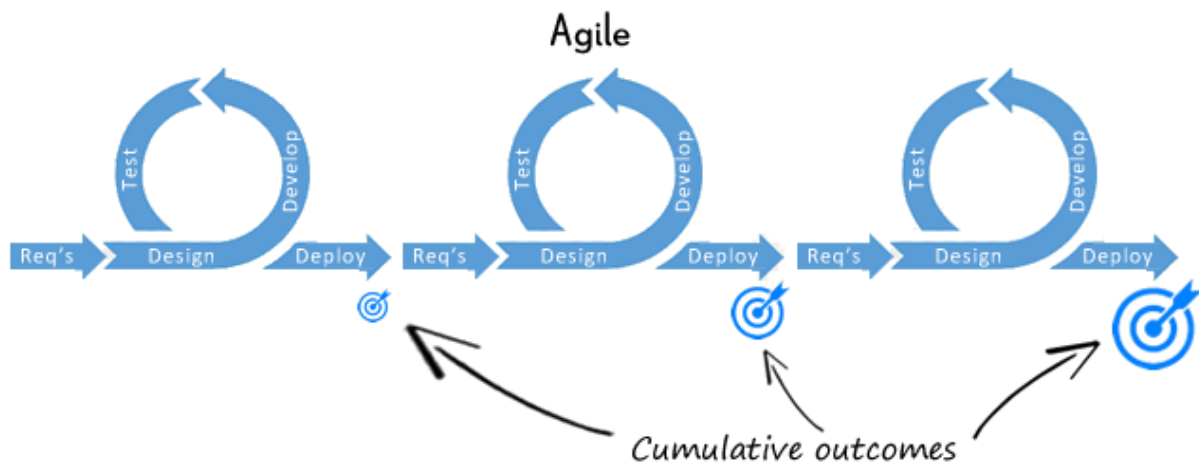 Agile
Test
Develop
Req's
Design
Deploy
Test
Develop
Req's
Design
Deploy
Test
Develop
Req's
Design
Deploy
Cumulative outcomes